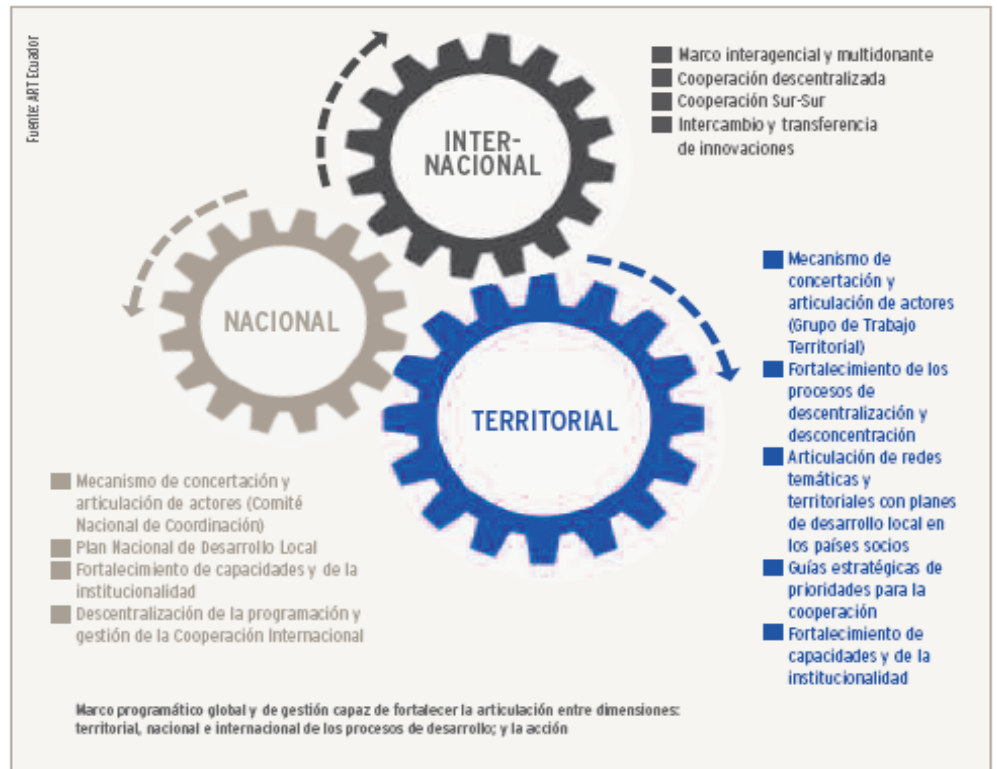 Fuente: ART Ecuador
INTER-
NACIONAL
Marco interagencial y multidonante
Cooperación descentralizada
Cooperación Sur-Sur
Intercambio y transferencia
de innovaciones
NACIONAL
TERRITORIAL
Mecanismo de
concertación y
articulación de actores
(Grupo de Trabajo
Territorial)
Fortalecimiento de los
procesos de
descentralización y
desconcentración
Articulación de redes
temáticas y
territoriales con planes
de desarrollo local en
los países socios
Guías estratégicas de
prioridades para la
cooperación
Fortalecimiento de
capacidades y de la
institucionalidad
Mecanismo de concertación y
articulación de actores (Comité
Nacional de Coordinación)
Plan Nacional de Desarrollo Local
Fortalecimiento de capacidades y de la
institucionalidad
Descentralización de la programación y
gestión de la Cooperación Internacional
Marco programático global y de gestión capaz de fortalecer la articulación entre dimensiones:
territorial, nacional e internacional de los procesos de desarrollo; y la acción